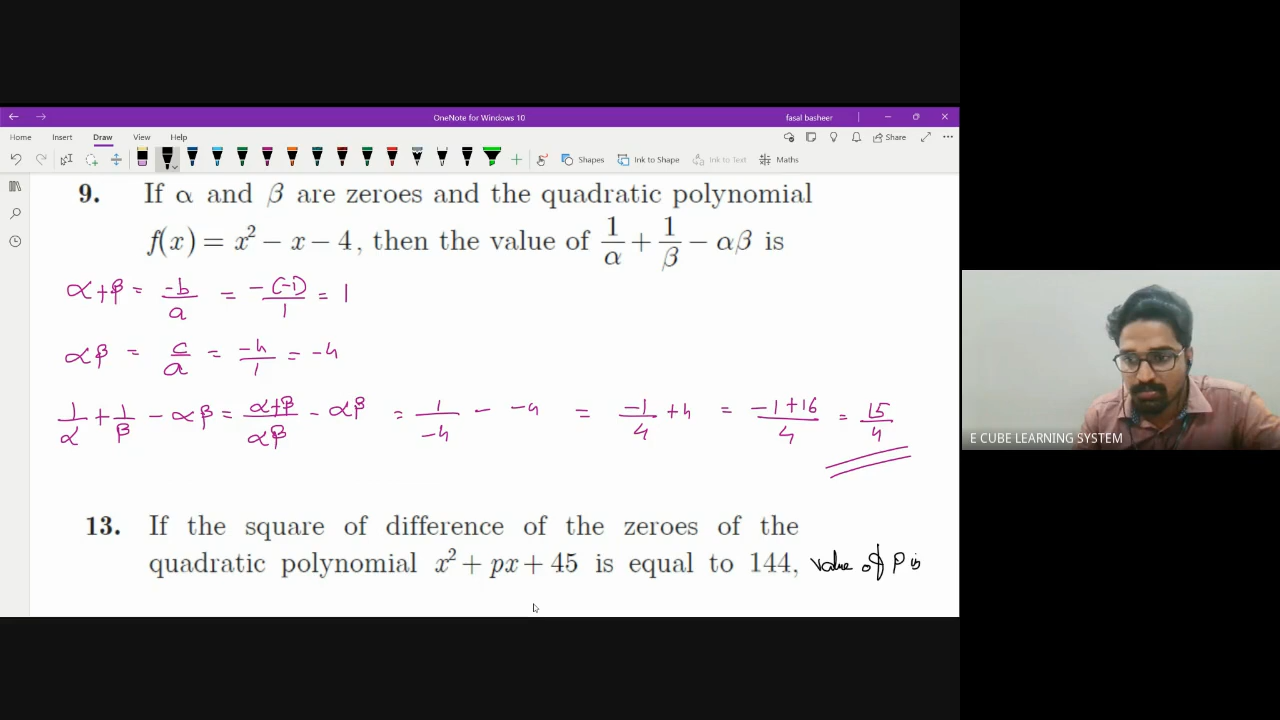 OneNote for Windows 10
fasal basheer
Home Insert Draw View Help
Share
Shapes Ink to Shape Ink to Text Maths
9. If α and β are zeroes and the quadratic polynomial
f(x) = x² − x − 4, then the value of 1/α + 1/β − αβ is
α+β = -b/a = -(-1)/1 = 1
αβ = c/a = -4/1 = -4
1/α + 1/β - αβ = α+β/αβ - αβ = 1/-4 - -4 = -1/4 + 4 = -1+16/4 = 15/4
E CUBE LEARNING SYSTEM
13. If the square of difference of the zeroes of the
quadratic polynomial x² + px + 45 is equal to 144, value of P is